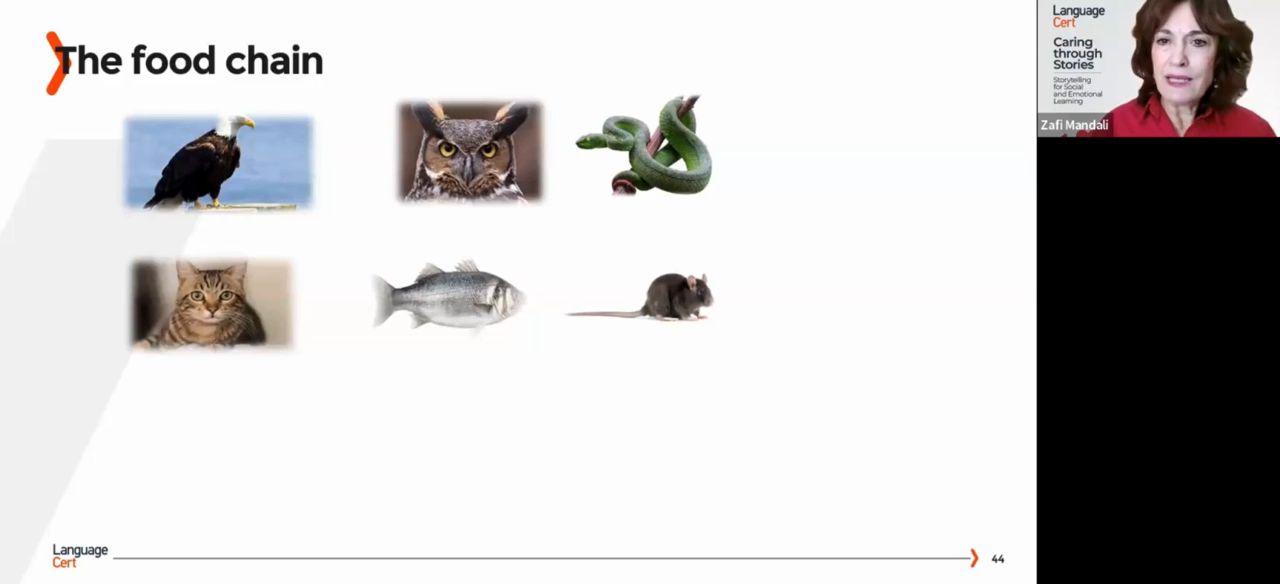 The food chain
Language
Cert
44
Language
Cert
Caring
through
Stories
Storytelling
for Social
and Emotional
Learning
Zafi Mandali